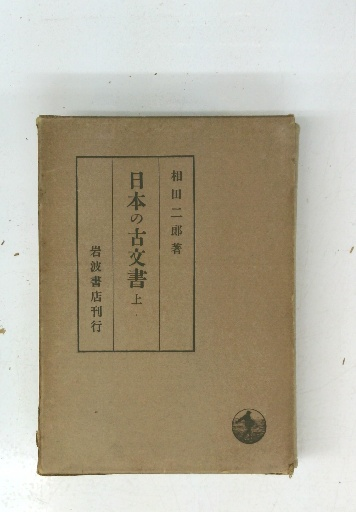 相田二郎著
日本の古文書 上
岩波書店刊行